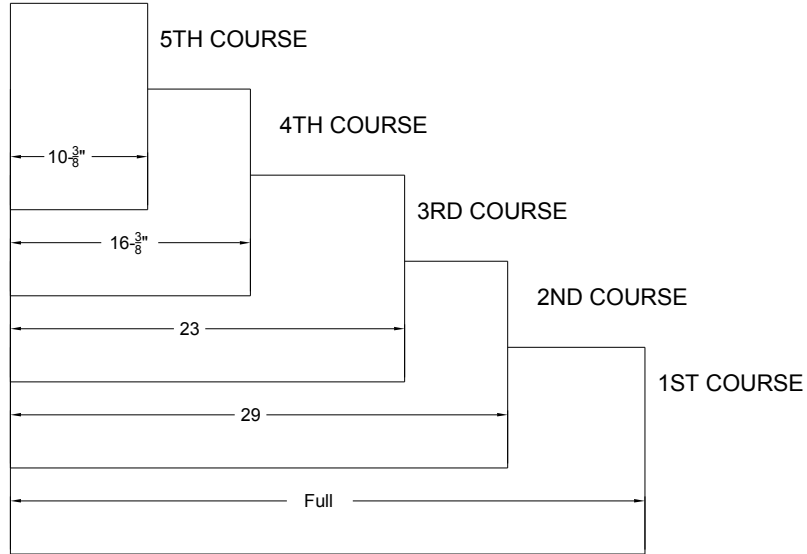 5TH COURSE
4TH COURSE
10-3/8"
3RD COURSE
16-3/8"
2ND COURSE
23
1ST COURSE
29
Full